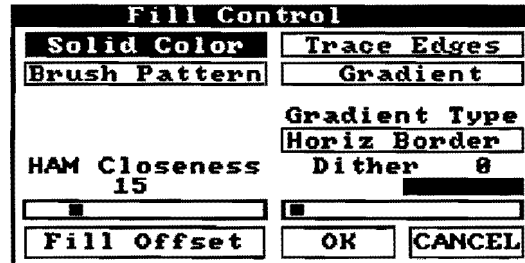 Fill Control
Solid Color Trace Edges
Brush Pattern Gradient
Gradient Type
Horiz Border
HAM Closeness Dither 0
15
Fill Offset OK CANCEL